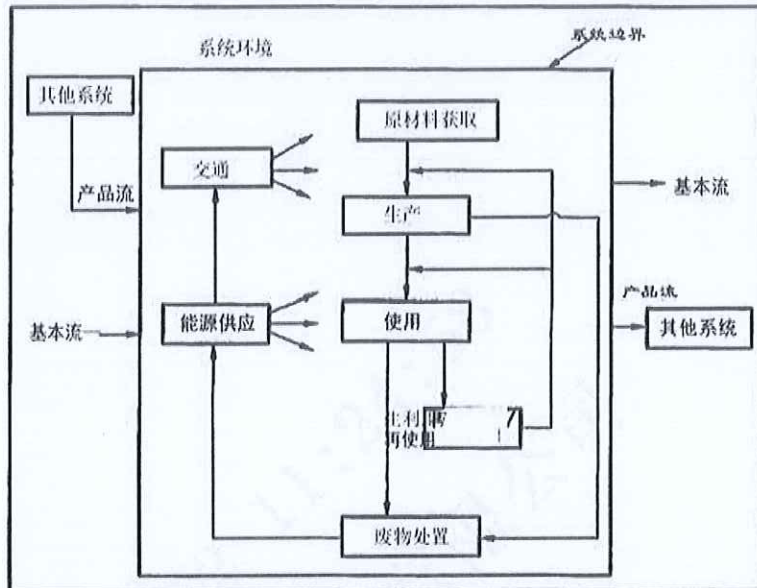 系统环境
系统边界
其他系统
原材料获取
交通
产品流
基本流
生产
产品流
能源供应
使用
基本流
其他系统
再使用
废物处置